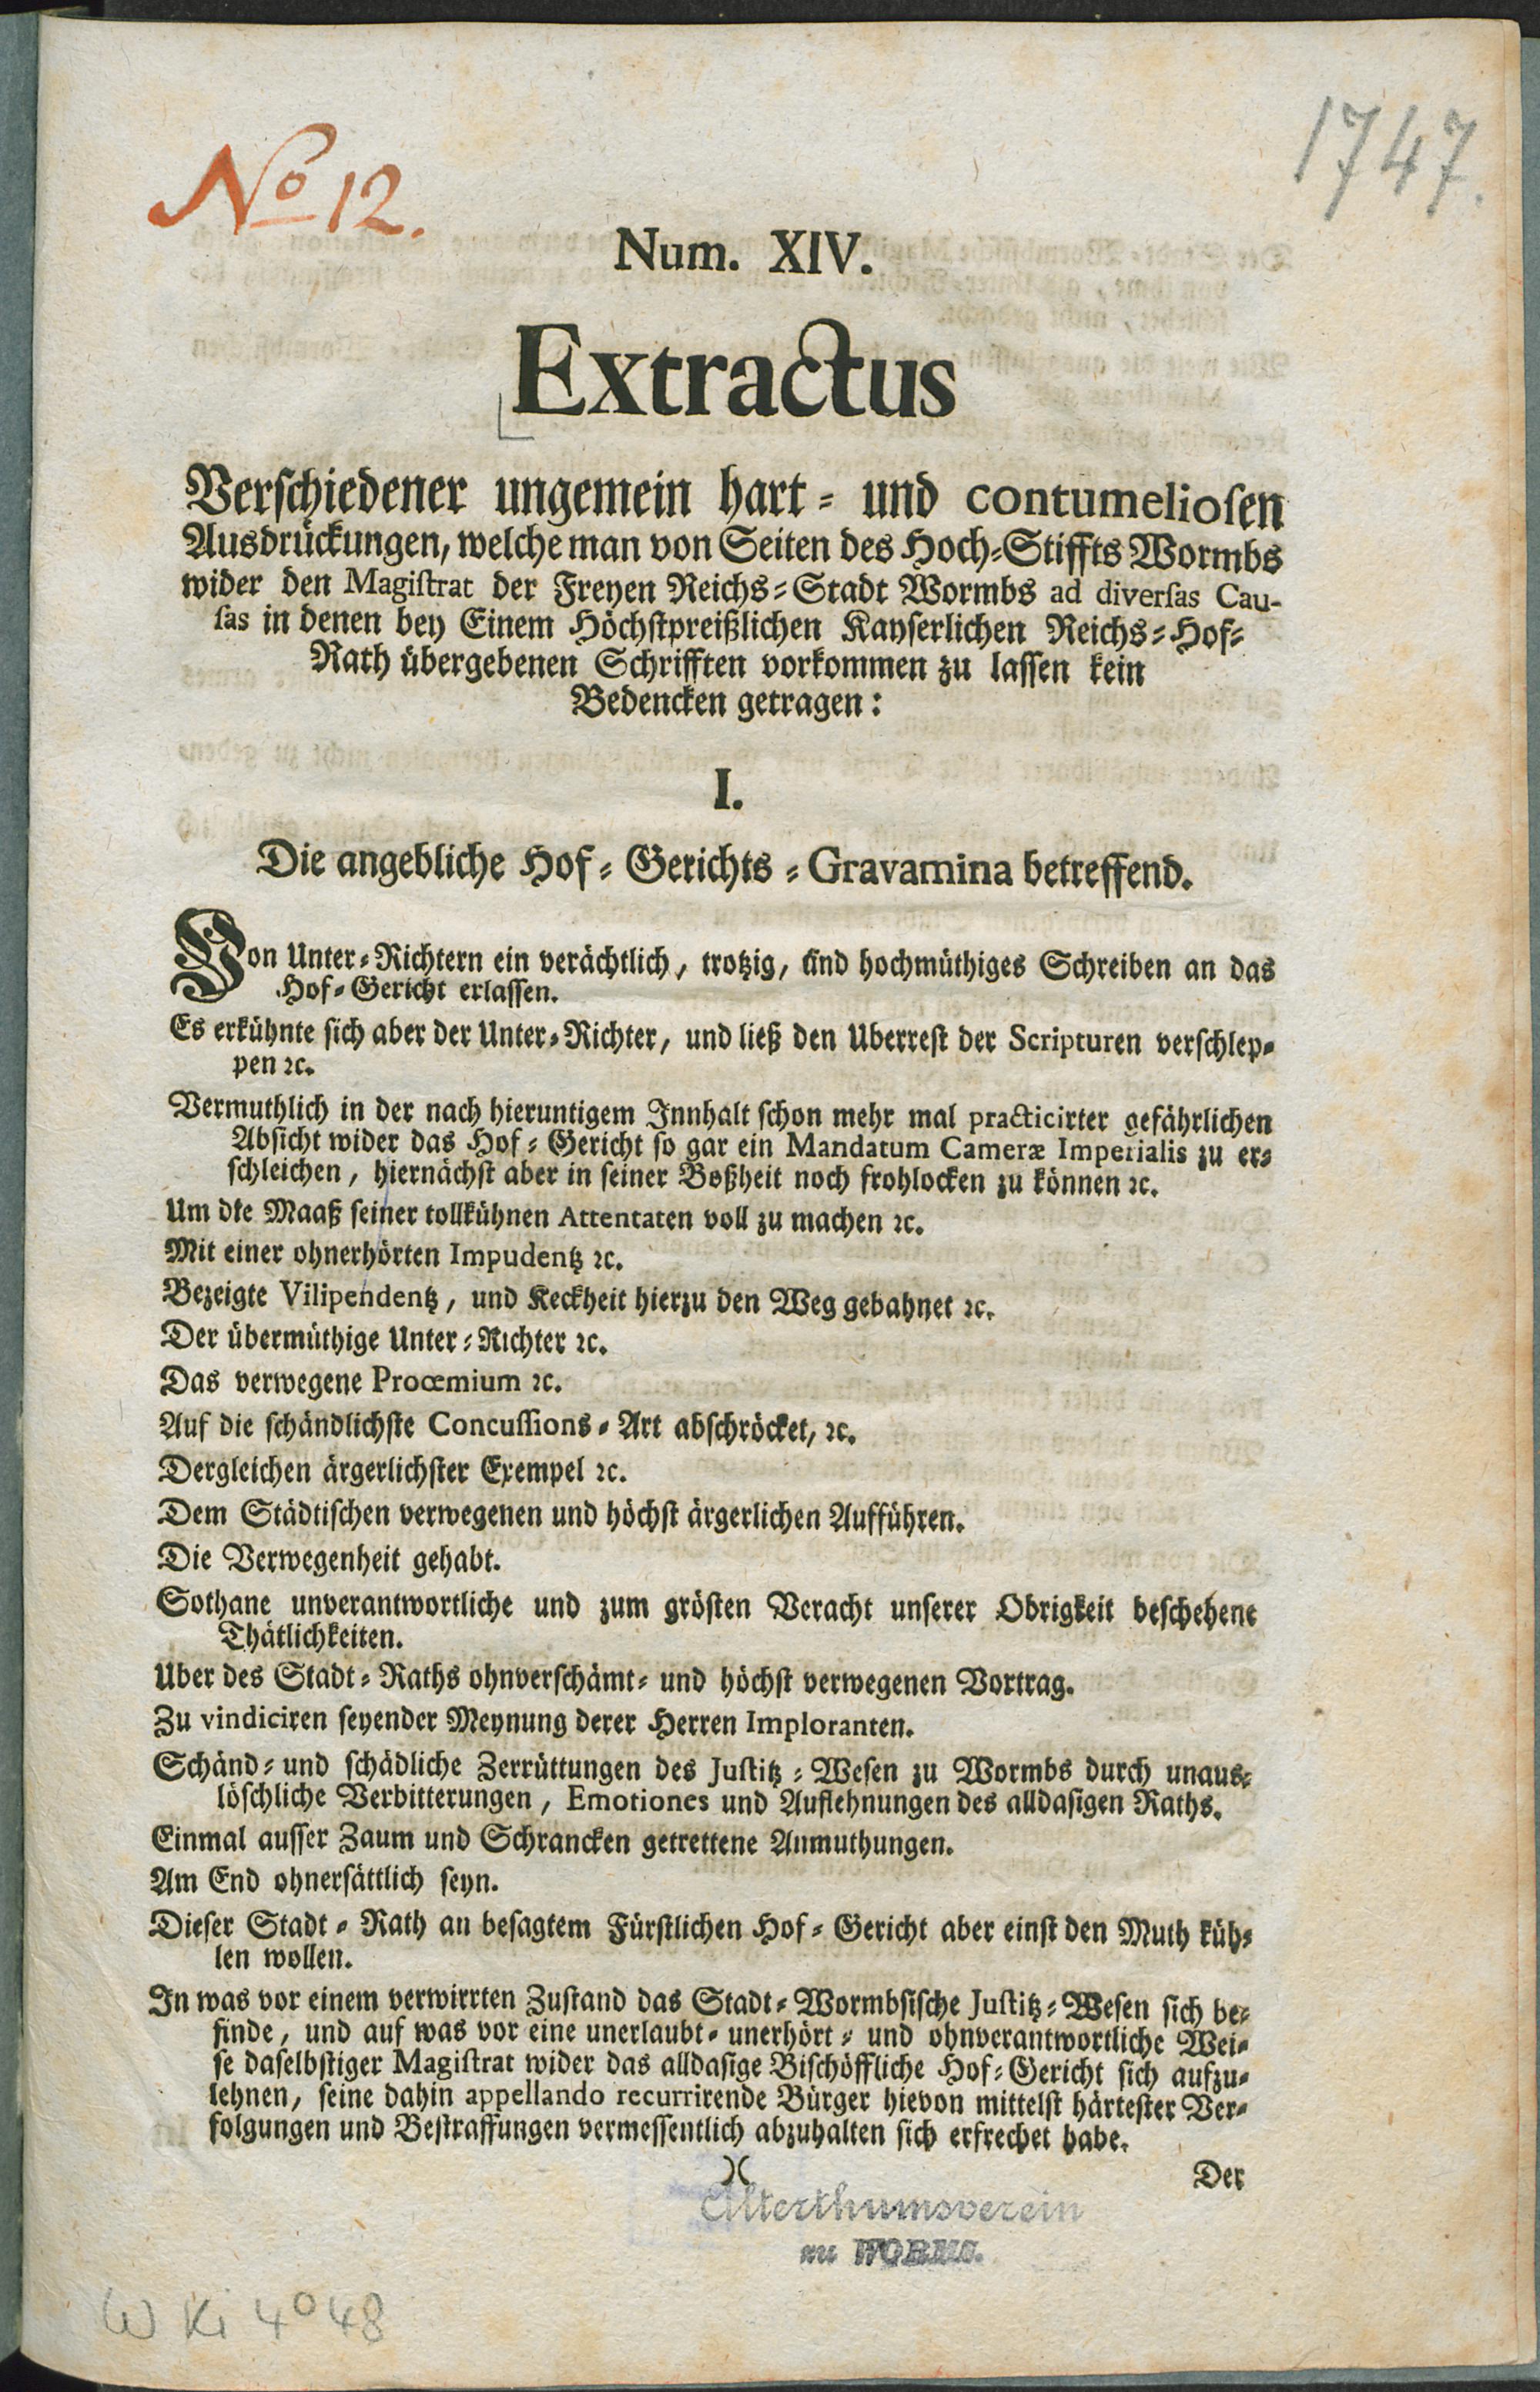 No 12.
1747.
Num. XIV.
Extractus
Verschiedener ungemein hart- und contumeliosen
Ausdrückungen, welche man von Seiten des Hoch-Stiffts Wormbs
wider den Magistrat der Freyen Reichs-Stadt Wormbs ad diversas Cau-
sas in denen bey Einem Höchstpreißlichen Kayserlichen Reichs-Hof-
Rath übergebenen Schrifften vorkommen zu lassen kein
Bedencken getragen:
I.
Die angebliche Hof-Gerichts-Gravamina betreffend.
Von Unter-Richtern ein verächtlich, trotzig, und hochmüthiges Schreiben an das
Hof-Gericht erlassen.
Es erkühnte sich aber der Unter-Richter, und ließ den Uberrest der Scripturen verschlep-
pen ꝛc.
Vermuthlich in der nach hieruntigem Innhalt schon mehr mal practicirter gefährlichen
Absicht wider das Hof-Gericht so gar ein Mandatum Cameræ Imperialis zu er-
schleichen, hiernächst aber in seiner Boßheit noch frohlocken zu können ꝛc.
Um die Maaß seiner tollkühnen Attentaten voll zu machen ꝛc.
Mit einer ohnerhörten Impudentz ꝛc.
Bezeigte Vilipendentz, und Keckheit hierzu den Weg gebahnet ꝛc.
Der übermüthige Unter-Richter ꝛc.
Das verwegene Proœmium ꝛc.
Auf die schändlichste Concussions-Art abschröcket, ꝛc.
Dergleichen ärgerlichster Exempel ꝛc.
Dem Städtischen verwegenen und höchst ärgerlichen Aufführen.
Die Verwegenheit gehabt.
Sothane unverantwortliche und zum grösten Veracht unserer Obrigkeit beschehene
Thätlichkeiten.
Uber des Stadt-Raths ohnverschämt- und höchst verwegenen Vortrag.
Zu vindiciren seyender Meynung derer Herren Imploranten.
Schänd- und schädliche Zerrüttungen des Justitz-Wesen zu Wormbs durch unaus-
löschliche Verbitterungen, Emotiones und Auflehnungen des alldasigen Raths.
Einmal ausser Zaum und Schrancken getrettene Anmuthungen.
Am End ohnersättlich seyn.
Dieser Stadt-Rath an besagtem Fürstlichen Hof-Gericht aber einst den Muth küh-
len wollen.
In was vor einem verwirrten Zustand das Stadt-Wormbsische Justitz-Wesen sich be-
finde, und auf was vor eine unerlaubt- unerhört- und ohnverantwortliche Wei-
se daselbstiger Magistrat wider das alldasige Bischöffliche Hof-Gericht sich aufzu-
lehnen, seine dahin appellando recurrirende Bürger hievon mittelst härtester Ver-
folgungen und Bestraffungen vermessentlich abzuhalten sich erfrechet habe.
)(
Der
Alterthumsverein
zu WORMS.
W Ki 4° 48